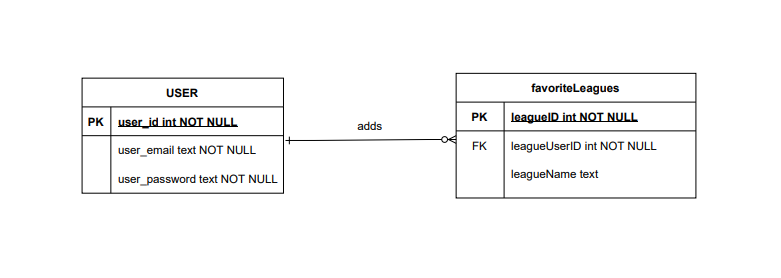 USER
PK user_id int NOT NULL
user_email text NOT NULL
user_password text NOT NULL
adds
favoriteLeagues
PK leagueID int NOT NULL
FK leagueUserID int NOT NULL
leagueName text